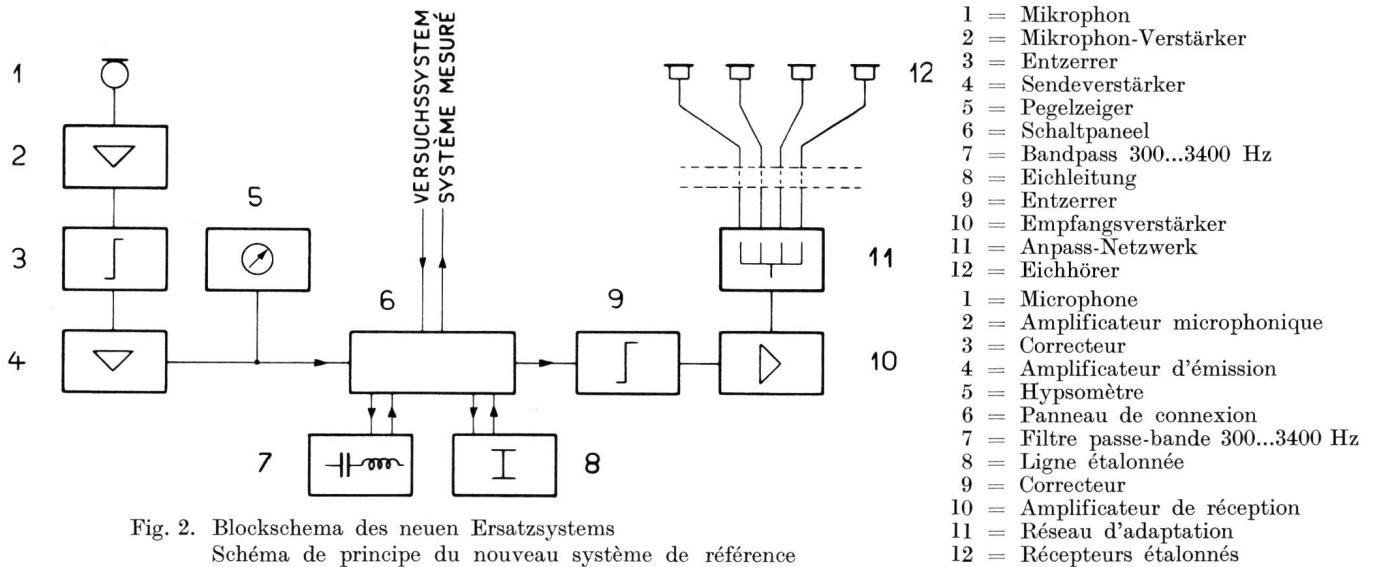 1
2
3
4
5
VERSUCHSSYSTEM
SYSTÈME MESURÉ
6
7
8
9
10
11
12
Fig. 2. Blockschema des neuen Ersatzsystems
Schéma de principe du nouveau système de référence
1 = Mikrophon
2 = Mikrophon-Verstärker
3 = Entzerrer
4 = Sendeverstärker
5 = Pegelzeiger
6 = Schaltpaneel
7 = Bandpass 300...3400 Hz
8 = Eichleitung
9 = Entzerrer
10 = Empfangsverstärker
11 = Anpass-Netzwerk
12 = Eichhörer
1 = Microphone
2 = Amplificateur microphonique
3 = Correcteur
4 = Amplificateur d'émission
5 = Hypsomètre
6 = Panneau de connexion
7 = Filtre passe-bande 300...3400 Hz
8 = Ligne étalonnée
9 = Correcteur
10 = Amplificateur de réception
11 = Réseau d'adaptation
12 = Récepteurs étalonnés